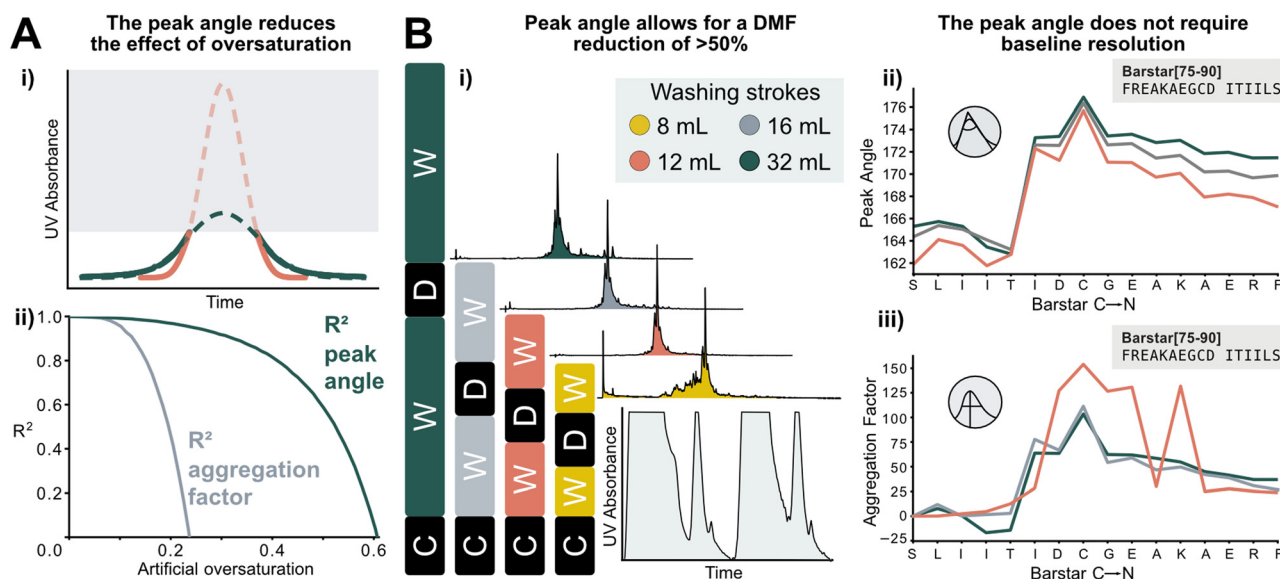 A
The peak angle reduces
the effect of oversaturation
i)
UV Absorbance
Time
ii)
1.0
0.8
0.6
R²
0.4
0.2
0.0
0.2
0.4
0.6
R²
peak
angle
R²
aggregation
factor
Artificial oversaturation
B
Peak angle allows for a DMF
reduction of >50%
i)
Washing strokes
8 mL
16 mL
12 mL
32 mL
W
D
W
C
W
D
W
C
W
D
W
C
W
D
W
C
UV Absorbance
Time
The peak angle does not require
baseline resolution
ii)
Barstar[75-90]
FREAKAEGCD ITIILS
Peak Angle
176
174
172
170
168
166
164
162
S L I I T I D C G E A K A E R F
Barstar C→N
iii)
Barstar[75-90]
FREAKAEGCD ITIILS
Aggregation Factor
150
125
100
75
50
25
0
−25
S L I I T I D C G E A K A E R F
Barstar C→N